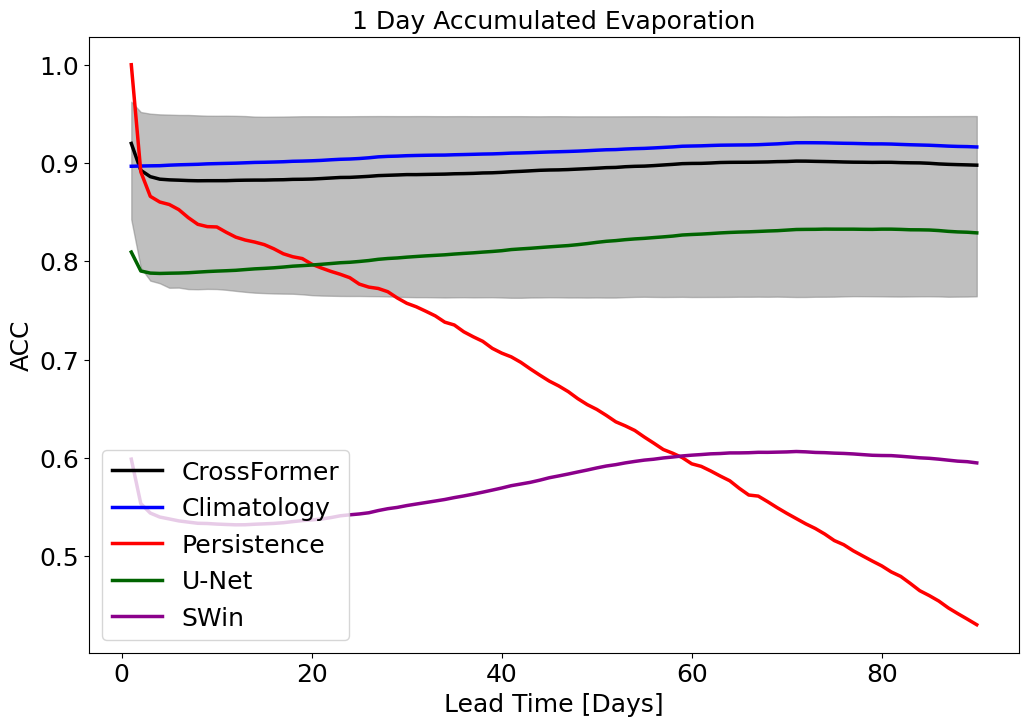 1 Day Accumulated Evaporation
ACC
1.0
0.9
0.8
0.7
0.6
0.5
CrossFormer
Climatology
Persistence
U-Net
SWin
0 20 40 60 80
Lead Time [Days]